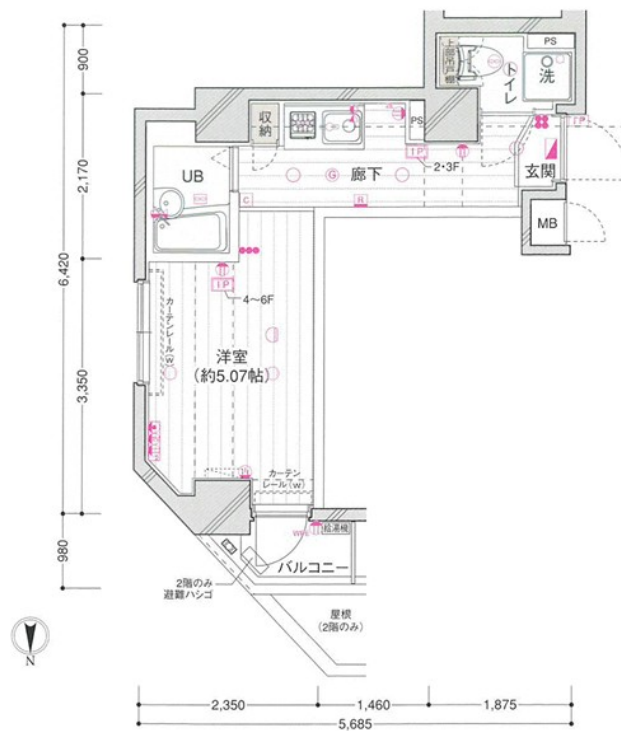 900
2,170
6,420
3,350
980
上部吊戸棚
トイレ
PS
洗
収納
PS
IP
IP
2・3F
廊下
玄関
UB
G
C
R
MB
IP
4〜6F
カーテンレール(W)
洋室
(約5.07帖)
カーテン
レール(W)
給湯機
バルコニー
2階のみ
避難ハシゴ
屋根
(2階のみ)
N
2,350
1,460
1,875
5,685